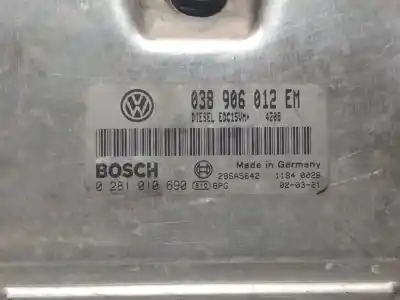 038 906 012 EM
DIESEL EDC15VM+ 4206
BOSCH
Made in Germany
0 281 010 690 BPG
28SA5642 1184 0026
02-03-21